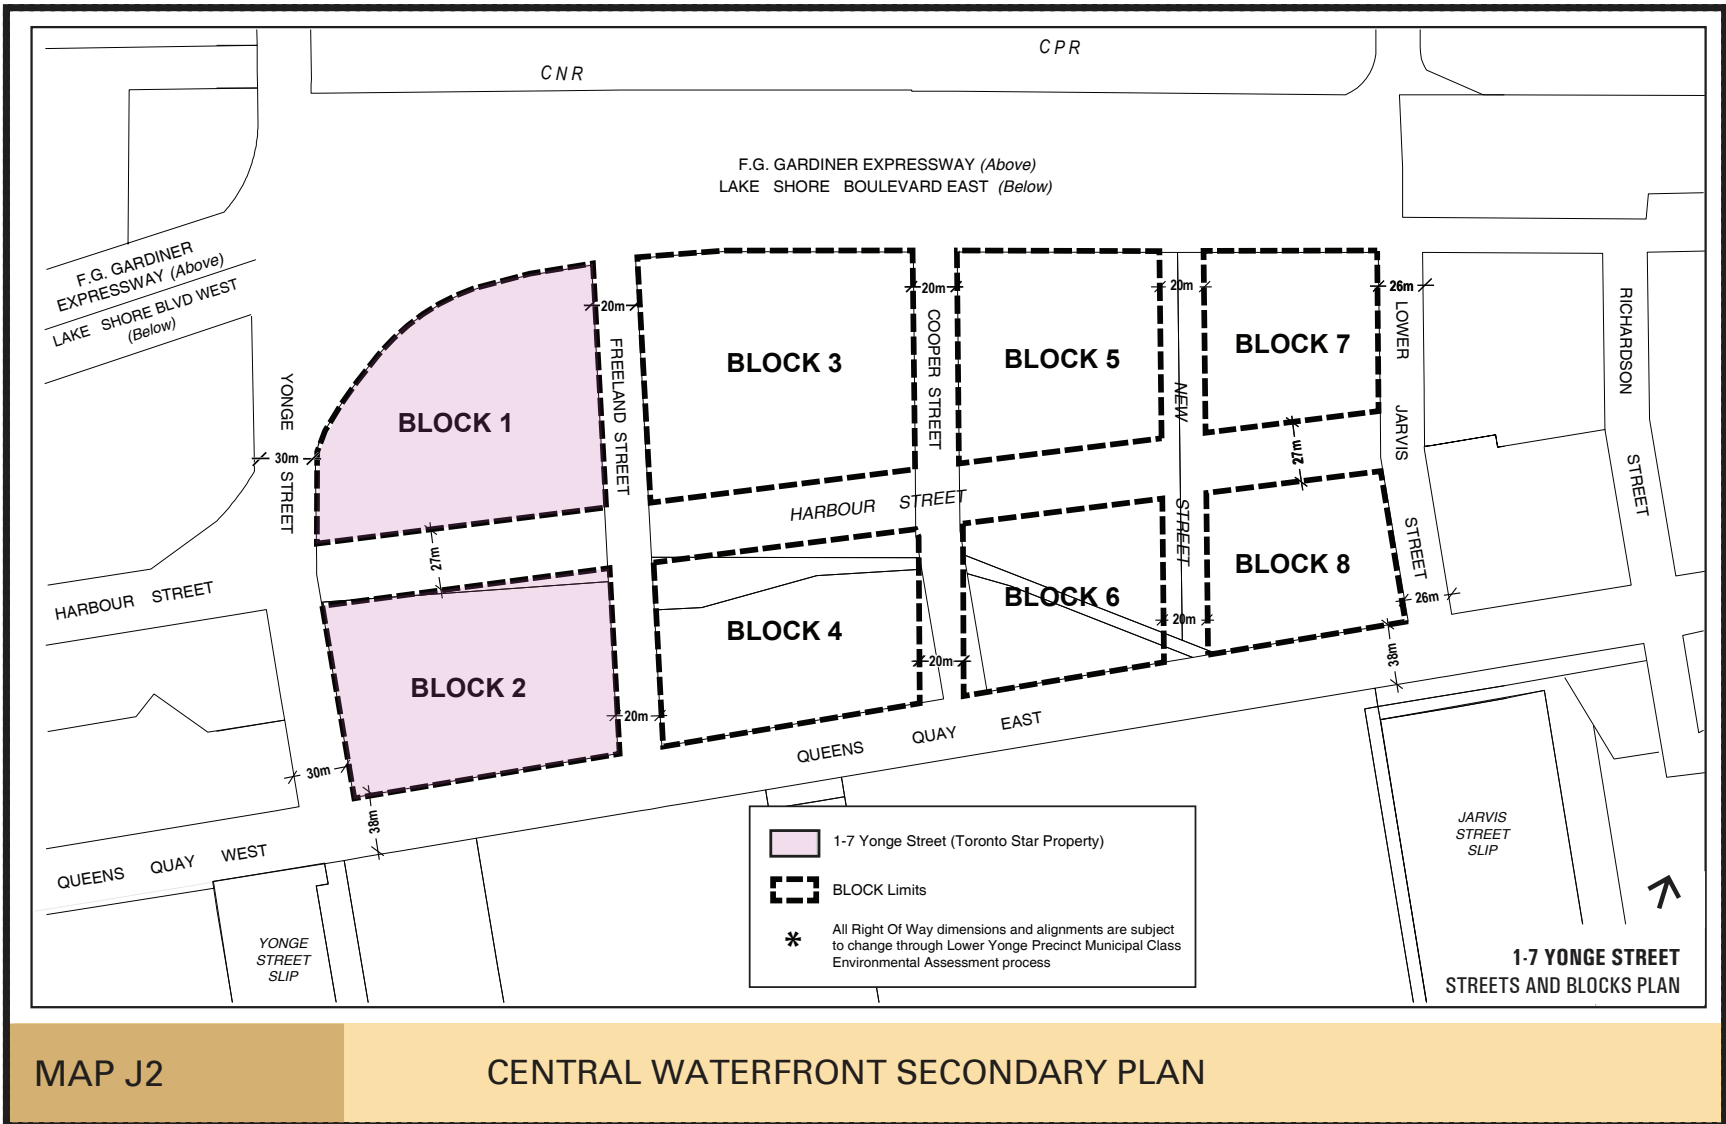 CPR
CNR
F.G. GARDINER EXPRESSWAY (Above)
LAKE SHORE BOULEVARD EAST (Below)
F.G. GARDINER
EXPRESSWAY (Above)
LAKE SHORE BLVD WEST
(Below)
YONGE STREET
30m
BLOCK 1
20m
FREELAND STREET
BLOCK 3
20m
COOPER STREET
BLOCK 5
20m
NEW STREET
BLOCK 7
26m
LOWER JARVIS STREET
RICHARDSON STREET
27m
HARBOUR STREET
27m
HARBOUR STREET
BLOCK 2
BLOCK 4
BLOCK 6
BLOCK 8
20m
20m
20m
26m
38m
30m
38m
QUEENS QUAY EAST
QUEENS QUAY WEST
YONGE
STREET
SLIP
JARVIS
STREET
SLIP
1-7 Yonge Street (Toronto Star Property)
BLOCK Limits
* All Right Of Way dimensions and alignments are subject
to change through Lower Yonge Precinct Municipal Class
Environmental Assessment process
1-7 YONGE STREET
STREETS AND BLOCKS PLAN
MAP J2
CENTRAL WATERFRONT SECONDARY PLAN